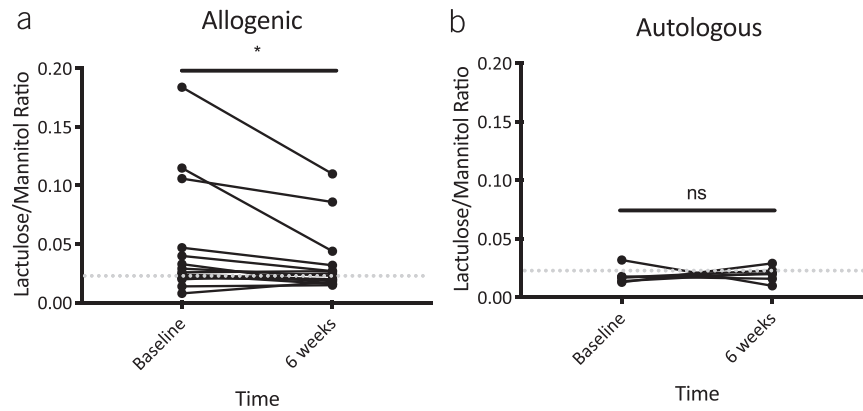 a
Allogenic
*
Lactulose/Mannitol Ratio
0.20
0.15
0.10
0.05
0.00
Baseline
6 weeks
Time
b
Autologous
ns
Lactulose/Mannitol Ratio
0.20
0.15
0.10
0.05
0.00
Baseline
6 weeks
Time